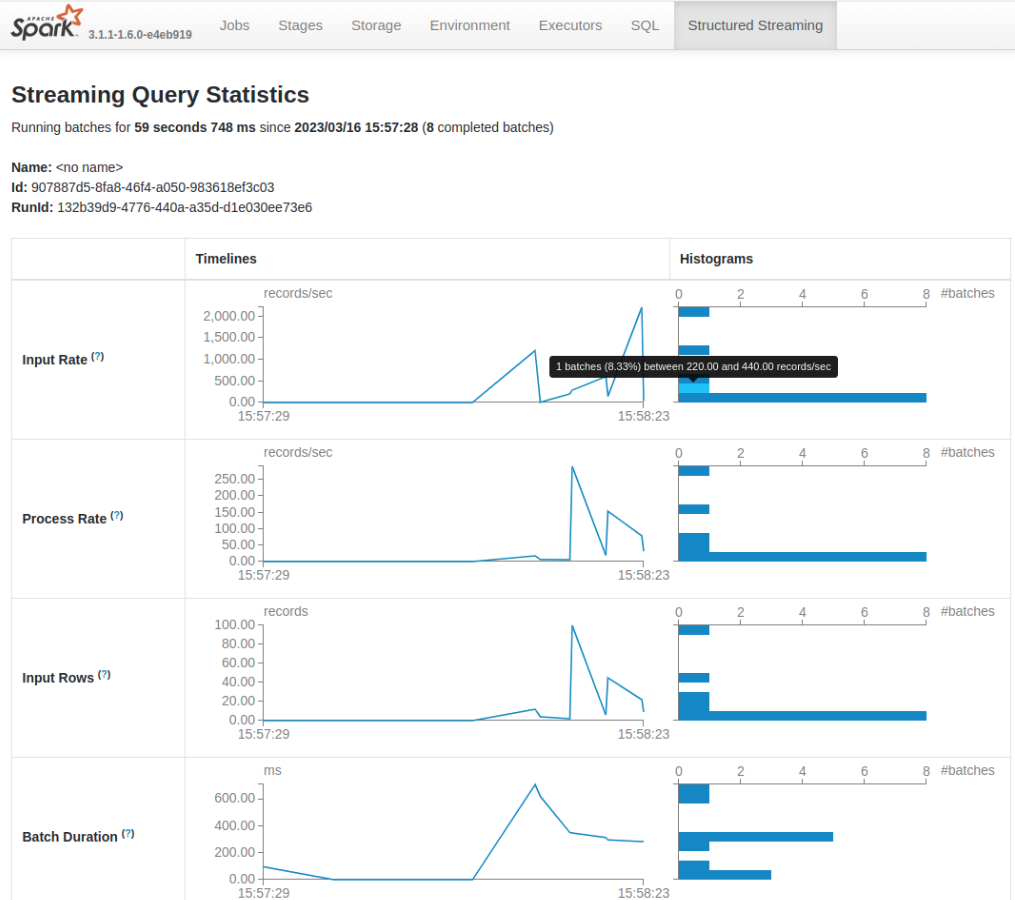 APACHE
Spark 3.1.1-1.6.0-e4eb919 Jobs Stages Storage Environment Executors SQL Structured Streaming
Streaming Query Statistics
Running batches for 59 seconds 748 ms since 2023/03/16 15:57:28 (8 completed batches)
Name: <no name>
Id: 907887d5-8fa8-46f4-a050-983618ef3c03
RunId: 132b39d9-4776-440a-a35d-d1e030ee73e6
Timelines Histograms
records/sec 0 2 4 6 8 #batches
2,000.00
1,500.00
Input Rate (?) 1,000.00
1 batches (8.33%) between 220.00 and 440.00 records/sec
500.00
0.00
15:57:29 15:58:23
records/sec 0 2 4 6 8 #batches
250.00
200.00
Process Rate (?) 150.00
100.00
50.00
0.00
15:57:29 15:58:23
records 0 2 4 6 8 #batches
100.00
80.00
60.00
Input Rows (?) 40.00
20.00
0.00
15:57:29 15:58:23
ms 0 2 4 6 8 #batches
600.00
400.00
Batch Duration (?) 200.00
0.00
15:57:29 15:58:23